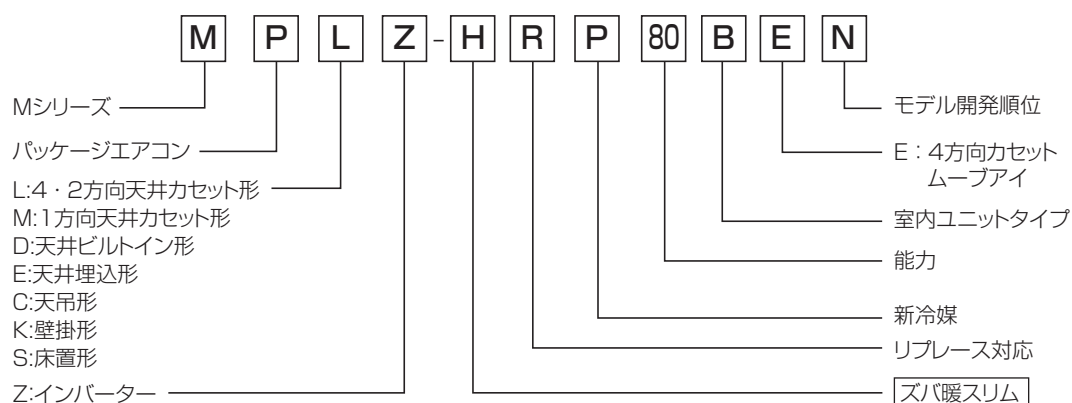 M P L Z - H R P 80 B E N
Mシリーズ
パッケージエアコン
L:4・2方向天井カセット形
M:1方向天井カセット形
D:天井ビルトイン形
E:天井埋込形
C:天吊形
K:壁掛形
S:床置形
Z:インバーター
モデル開発順位
E：4方向カセット
ムーブアイ
室内ユニットタイプ
能力
新冷媒
リプレース対応
ズバ暖スリム